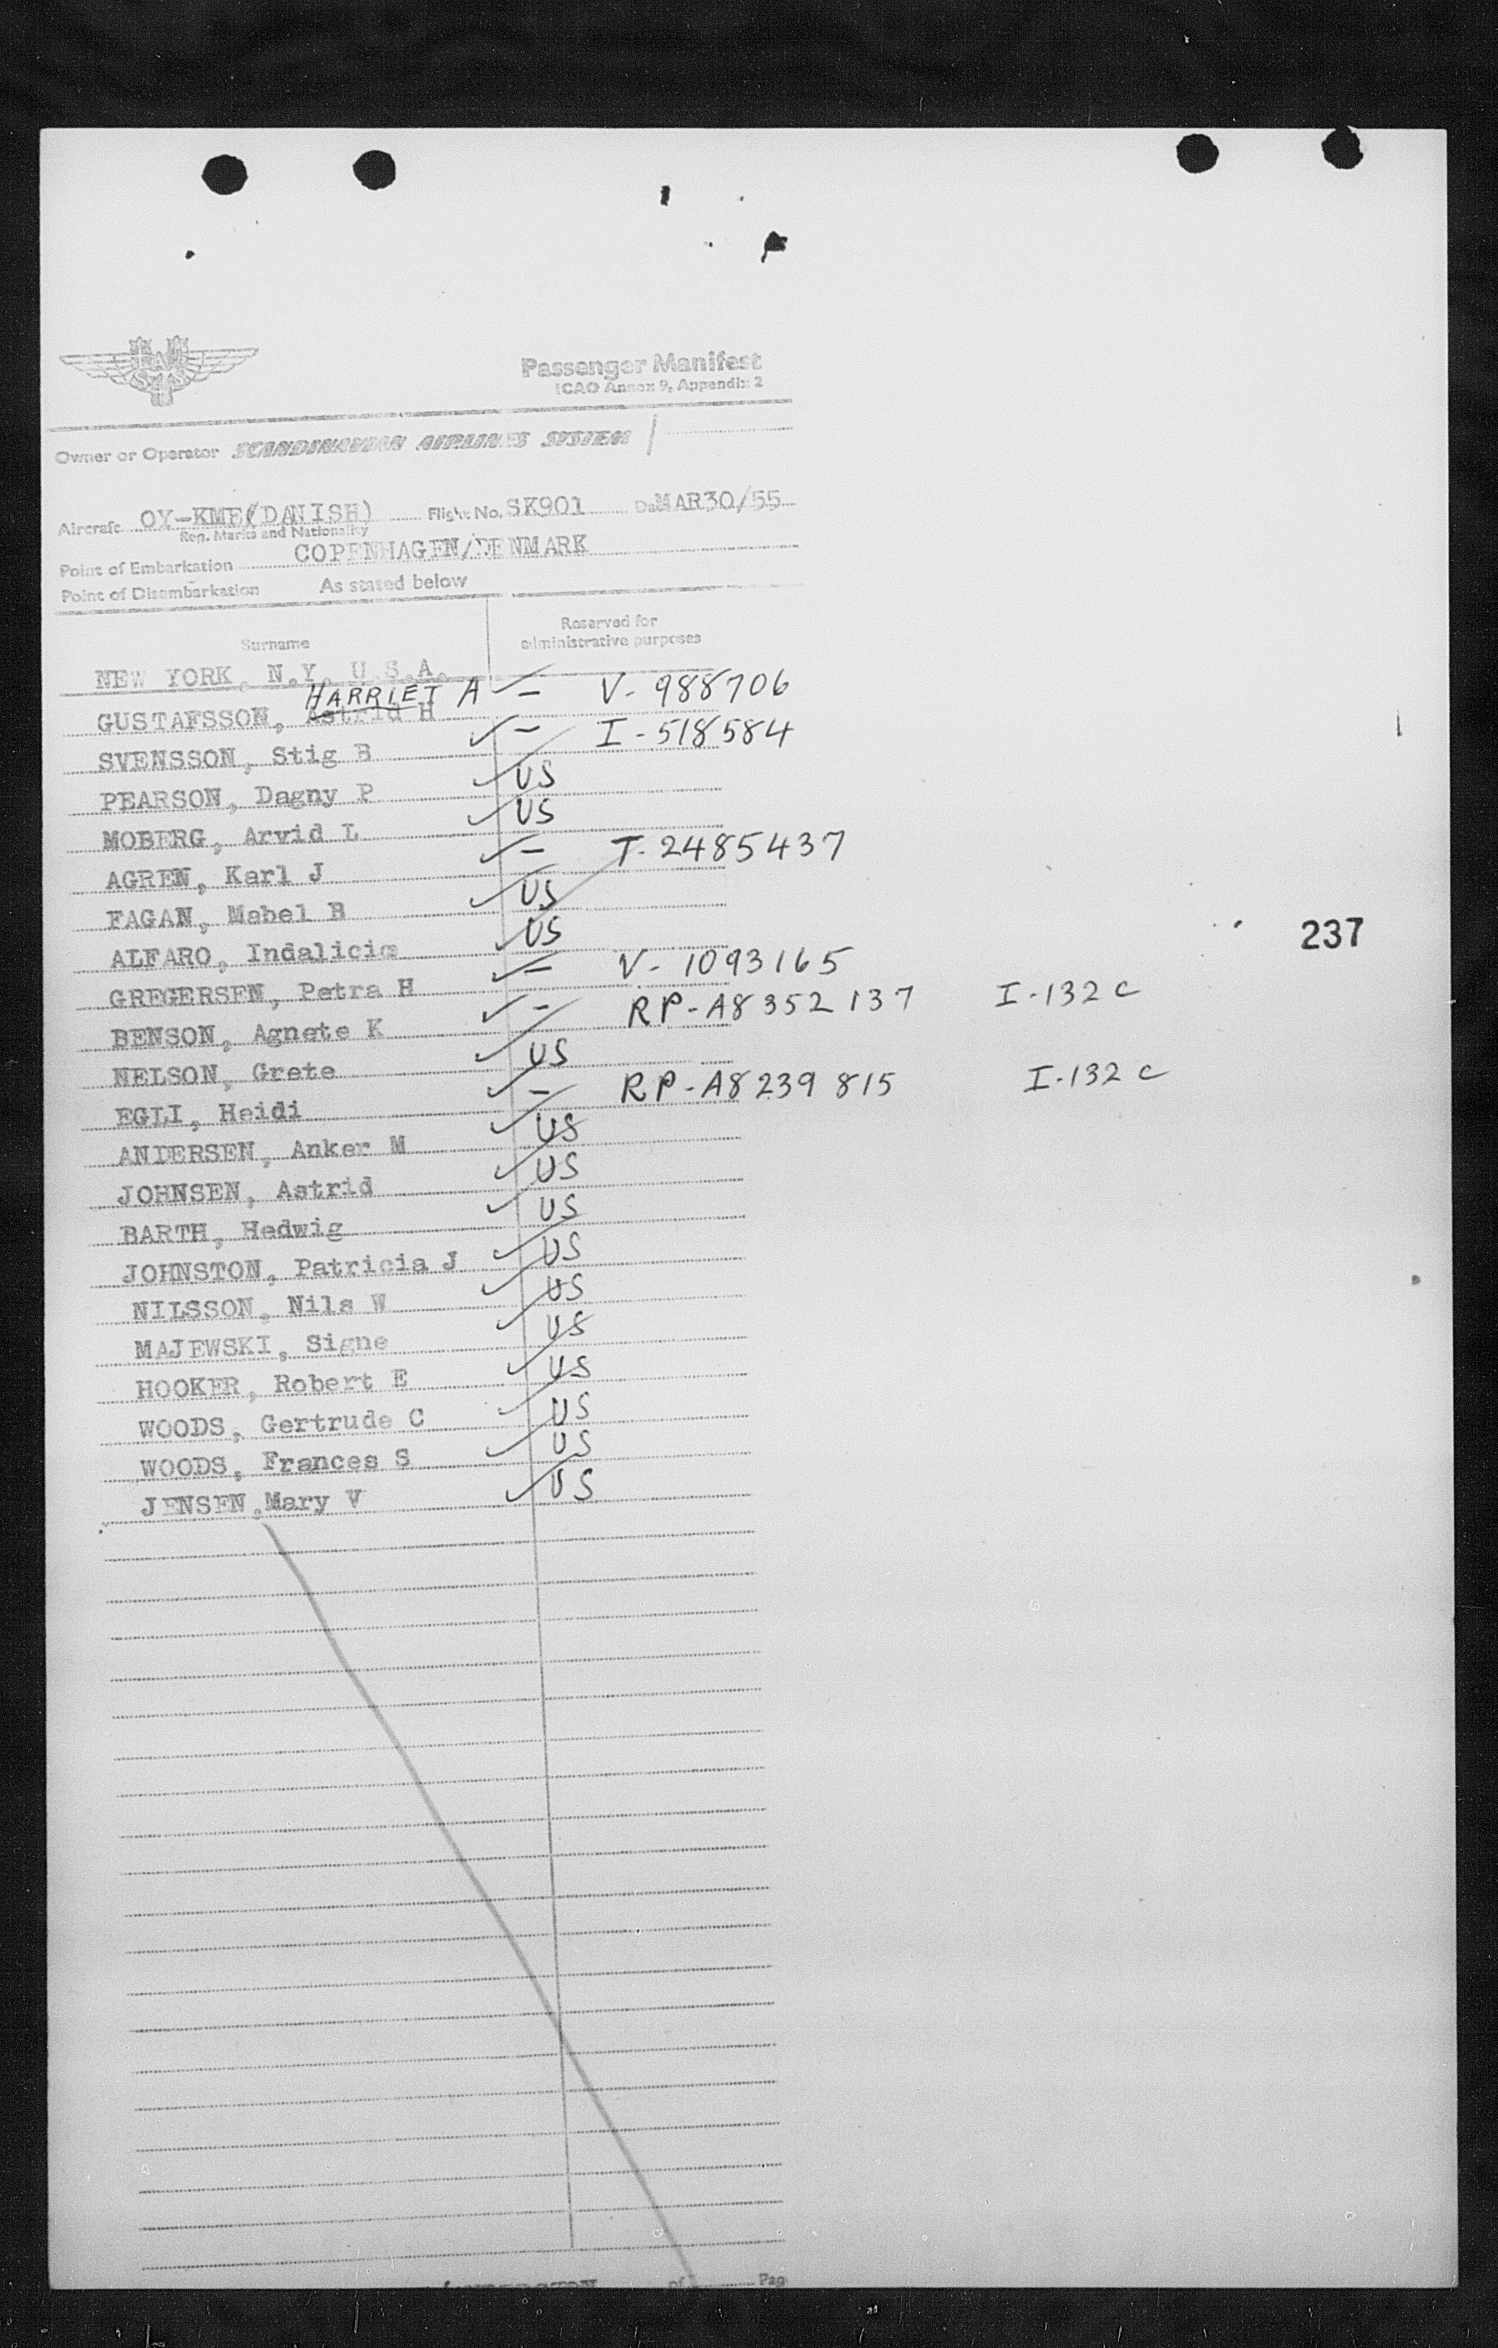 Passenger Manifest
ICAO Annex 9, Appendix 2
Owner or Operator SCANDINAVIAN AIRLINES SYSTEM
Aircraft OY-KME(DANISH) Flight No. SK901 Date MAR30/55
Reg. Marks and Nationality
Point of Embarkation COPENHAGEN/DENMARK
Point of Disembarkation As stated below
Surname Reserved for administrative purposes
NEW YORK, N.Y. U.S.A.
GUSTAFSSON, Astrid H HARRIET A ✓ - V-988706
SVENSSON, Stig B ✓ - I-518584
PEARSON, Dagny P ✓ US
MOBERG, Arvid L ✓ US
AGREN, Karl J ✓ - T-2485437
FAGAN, Mabel B ✓ US
ALFARO, Indalicia ✓ US
GREGERSEN, Petra H ✓ - V-1093165
BENSON, Agnete K ✓ - RP-A8352137 I-132c
NELSON, Grete ✓ US
EGLI, Heidi ✓ - RP-A8239815 I-132c
ANDERSEN, Anker M ✓ US
JOHNSEN, Astrid ✓ US
BARTH, Hedwig ✓ US
JOHNSTON, Patricia J ✓ US
NILSSON, Nils W ✓ US
MAJEWSKI, Signe ✓ US
HOOKER, Robert E ✓ US
WOODS, Gertrude C ✓ US
WOODS, Frances S ✓ US
JENSEN, Mary V ✓ US
237
of Pag